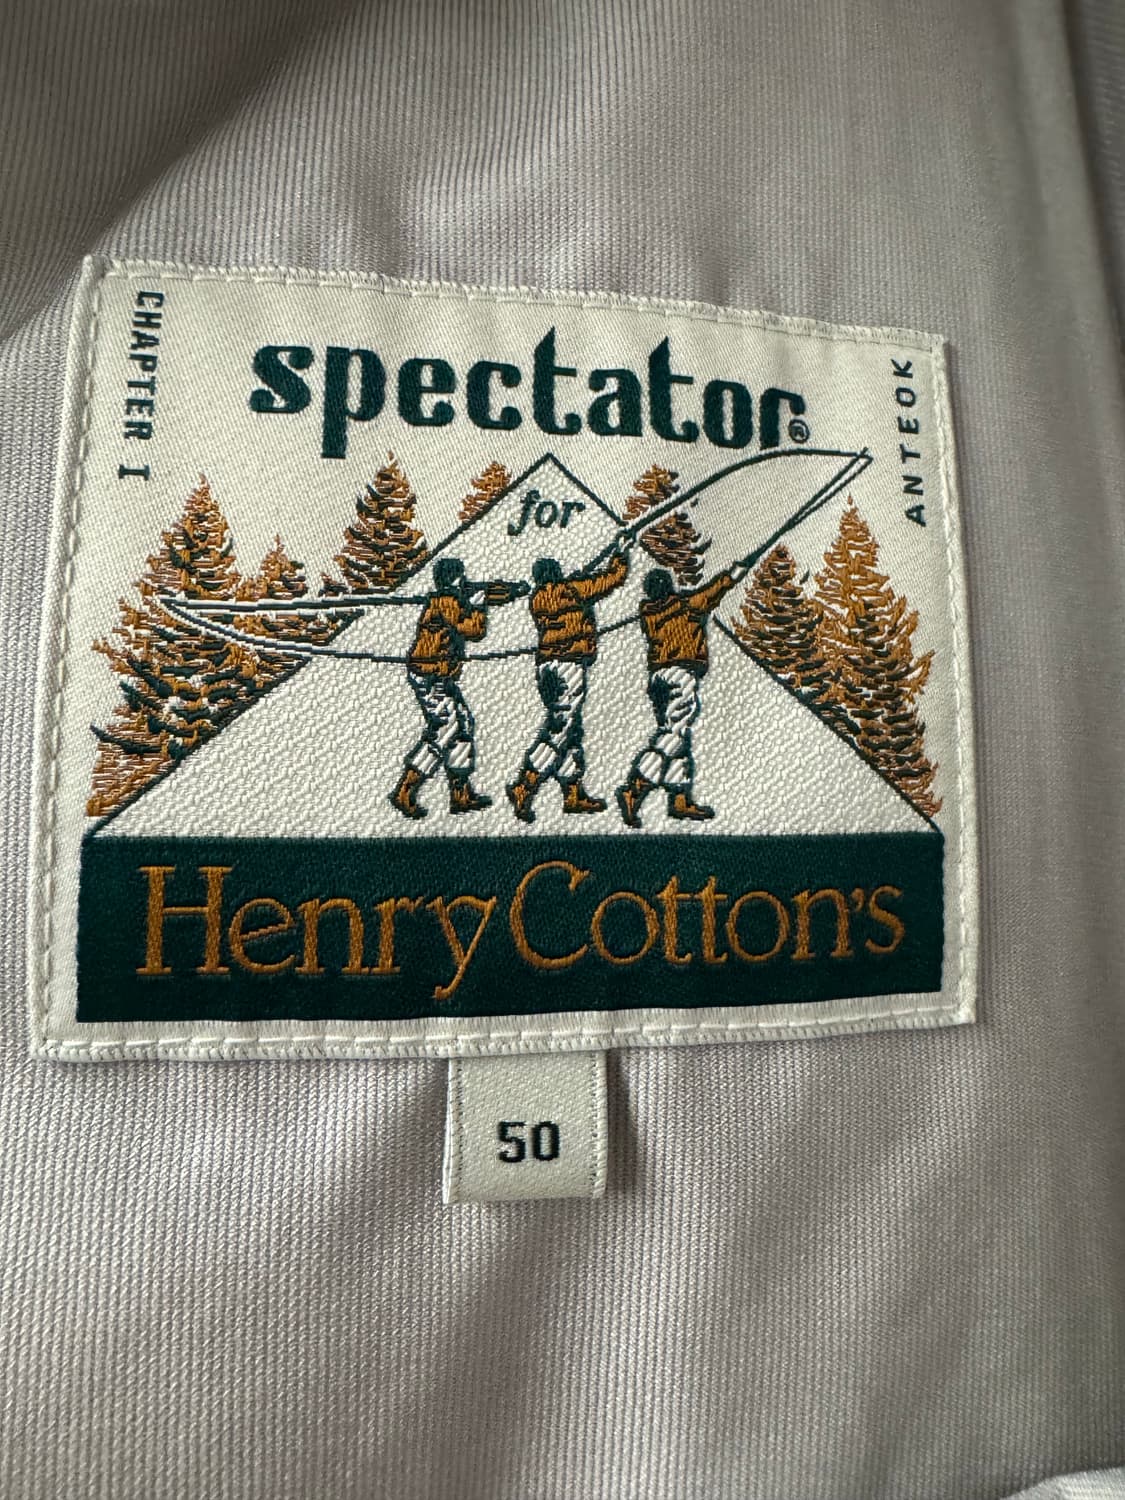 CHAPTER I
spectator®
ANTEOK
for
Henry Cotton's
50